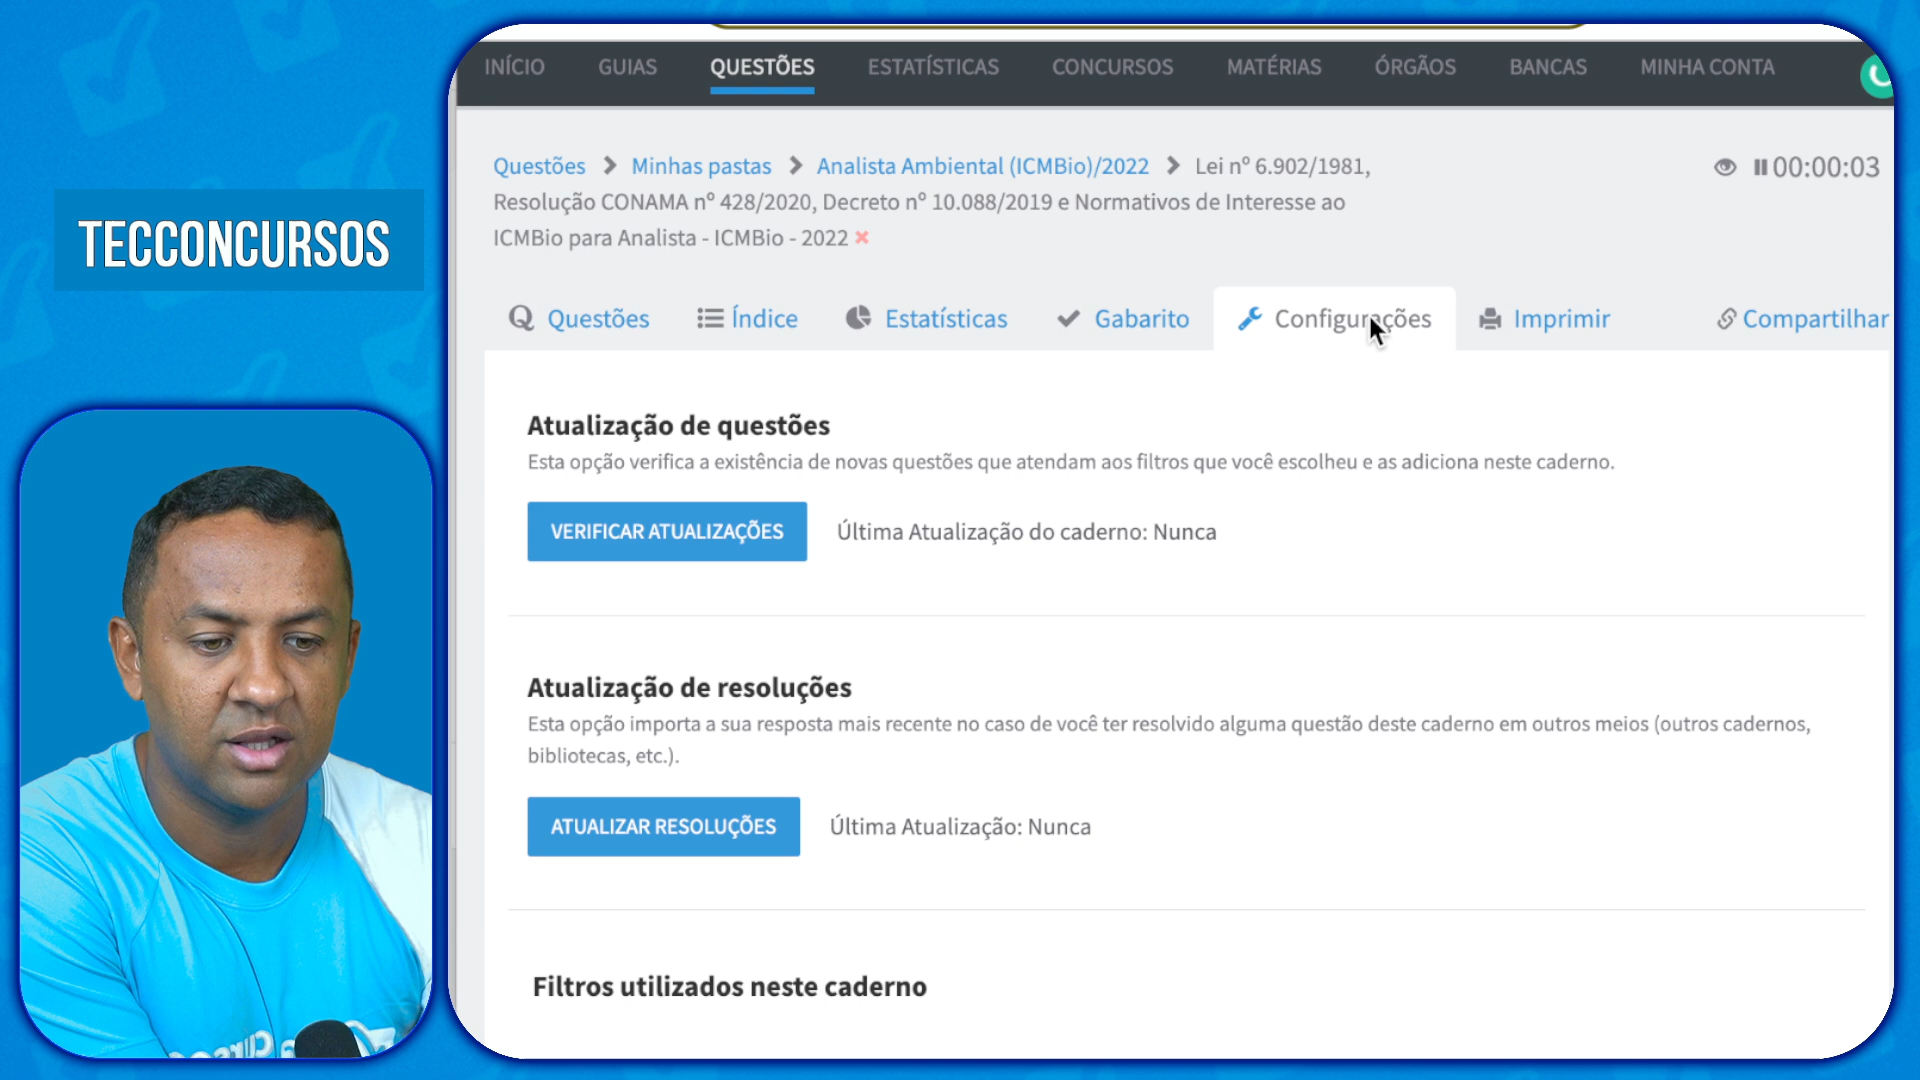 TECCONCURSOS
INÍCIO GUIAS QUESTÕES ESTATÍSTICAS CONCURSOS MATÉRIAS ÓRGÃOS BANCAS MINHA CONTA
Questões > Minhas pastas > Analista Ambiental (ICMBio)/2022 > Lei nº 6.902/1981,
Resolução CONAMA nº 428/2020, Decreto nº 10.088/2019 e Normativos de Interesse ao
ICMBio para Analista - ICMBio - 2022
00:00:03
Questões Índice Estatísticas Gabarito Configurações Imprimir Compartilhar
Atualização de questões
Esta opção verifica a existência de novas questões que atendam aos filtros que você escolheu e as adiciona neste caderno.
VERIFICAR ATUALIZAÇÕES Última Atualização do caderno: Nunca
Atualização de resoluções
Esta opção importa a sua resposta mais recente no caso de você ter resolvido alguma questão deste caderno em outros meios (outros cadernos,
bibliotecas, etc.).
ATUALIZAR RESOLUÇÕES Última Atualização: Nunca
Filtros utilizados neste caderno